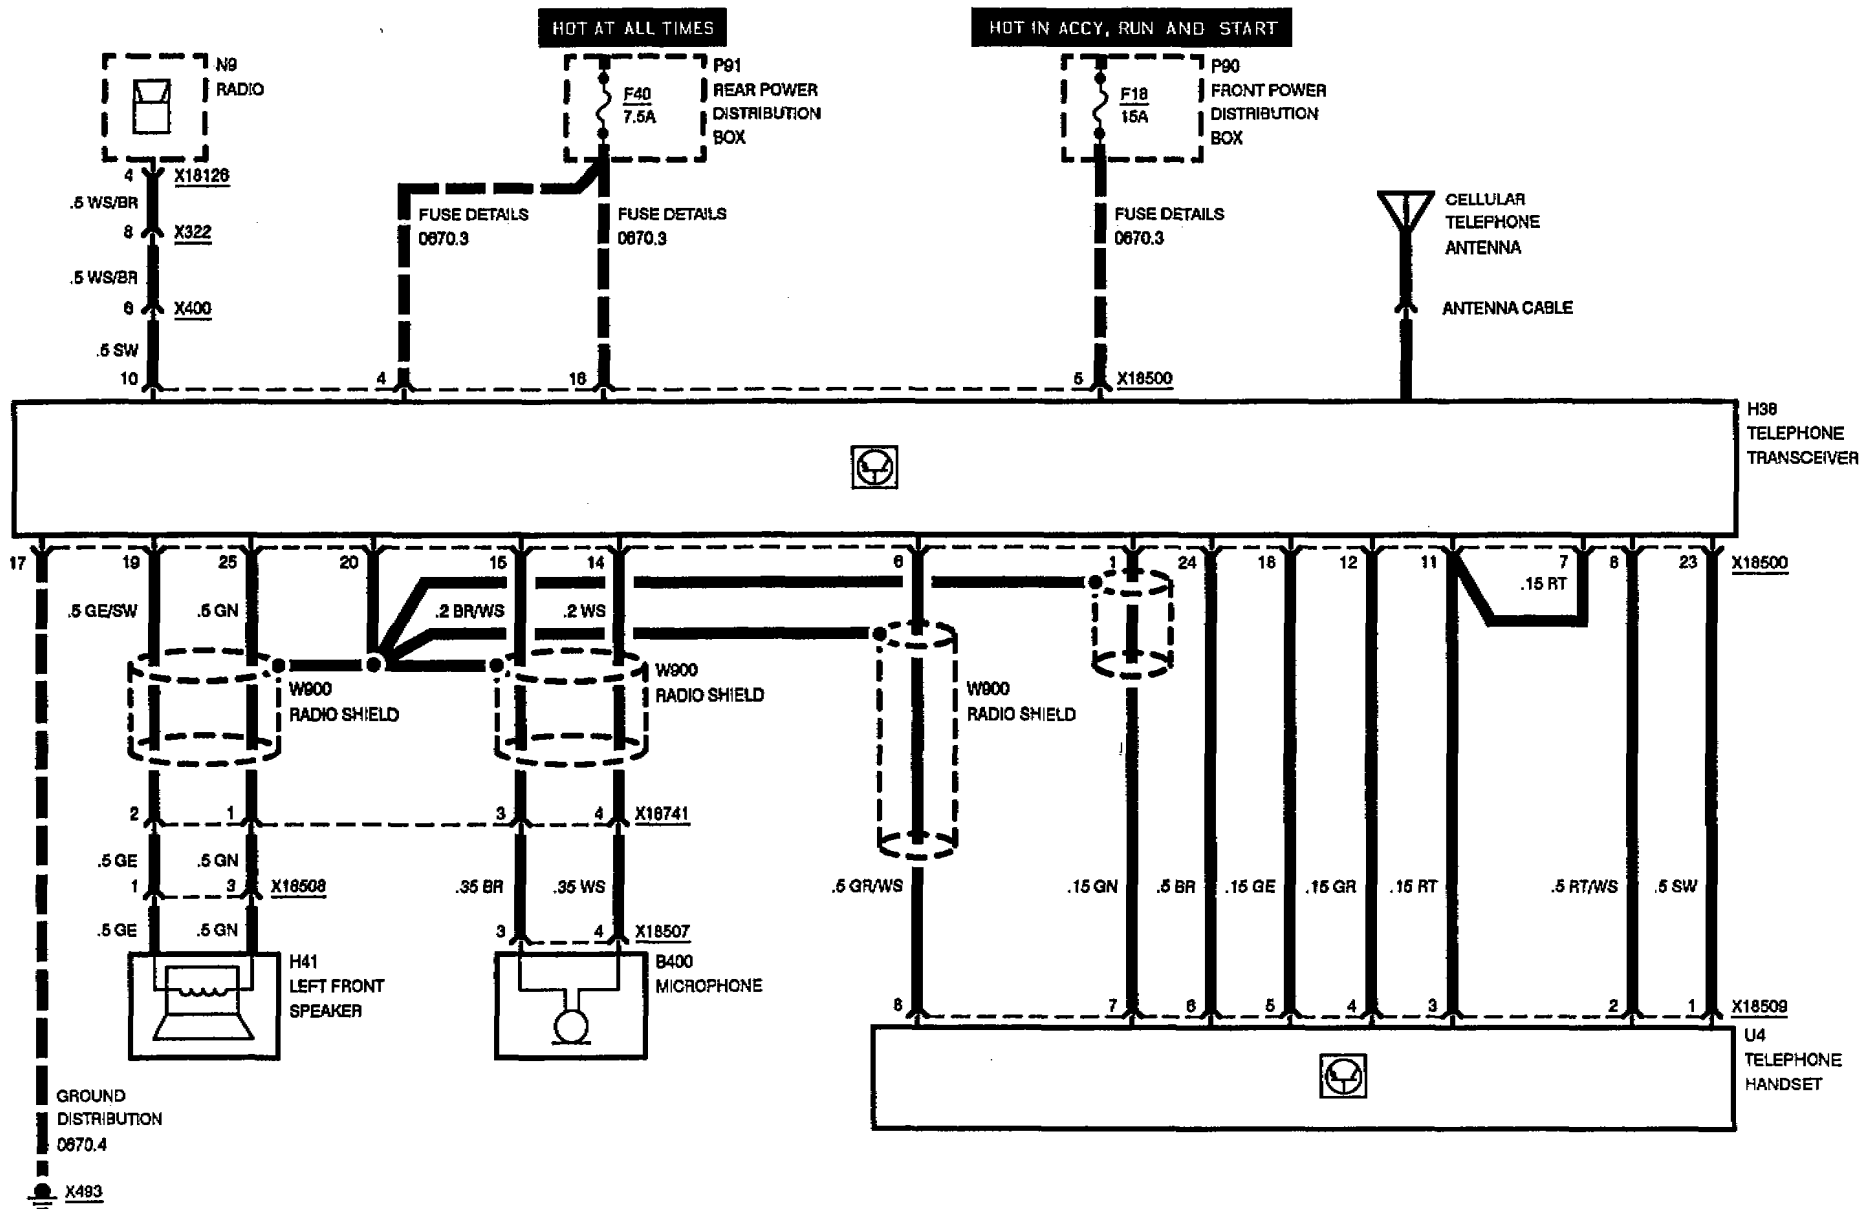 HOT AT ALL TIMES
HOT IN ACCY, RUN AND START
N9
RADIO
F40
7.5A
P91
REAR POWER
DISTRIBUTION
BOX
F18
15A
P90
FRONT POWER
DISTRIBUTION
BOX
4 X18126
.5 WS/BR
8 X322
.5 WS/BR
6 X400
.5 SW
10
FUSE DETAILS
0670.3
FUSE DETAILS
0670.3
FUSE DETAILS
0670.3
CELLULAR
TELEPHONE
ANTENNA
ANTENNA CABLE
4
16
5 X18500
H38
TELEPHONE
TRANSCEIVER
17 19 25 20 15 14 6 1 24 18 12 11 7 8 23 X18500
.5 GE/SW
.5 GN
.2 BR/WS
.2 WS
.15 RT
W900
RADIO SHIELD
W900
RADIO SHIELD
W900
RADIO SHIELD
2 1 3 4 X18741
.5 GE
.5 GN
1 3 X18508
.5 GE
.5 GN
.35 BR
.35 WS
3 4 X18507
.5 GR/WS
.15 GN
.5 BR
.15 GE
.15 GR
.15 RT
.5 RT/WS
.5 SW
H41
LEFT FRONT
SPEAKER
B400
MICROPHONE
8 7 6 5 4 3 2 1 X18509
U4
TELEPHONE
HANDSET
GROUND
DISTRIBUTION
0670.4
X493